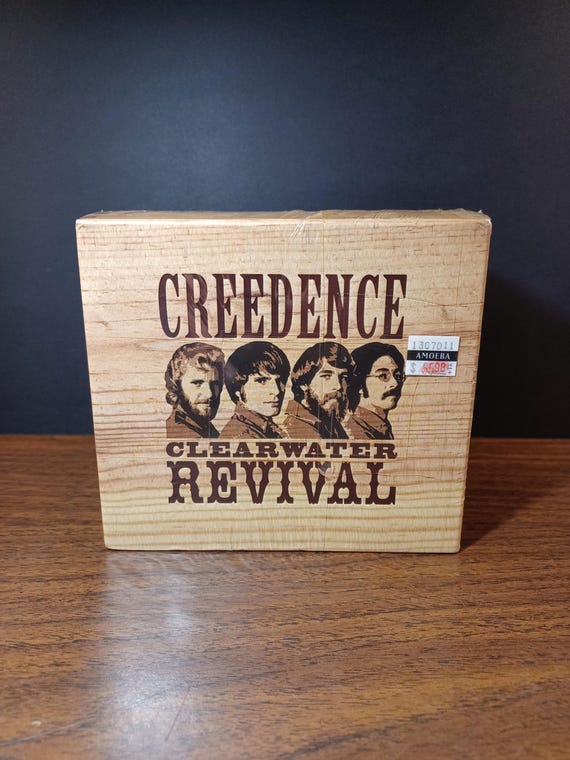 CREEDENCE
1307011
AMOEBA
$
CLEARWATER
REVIVAL